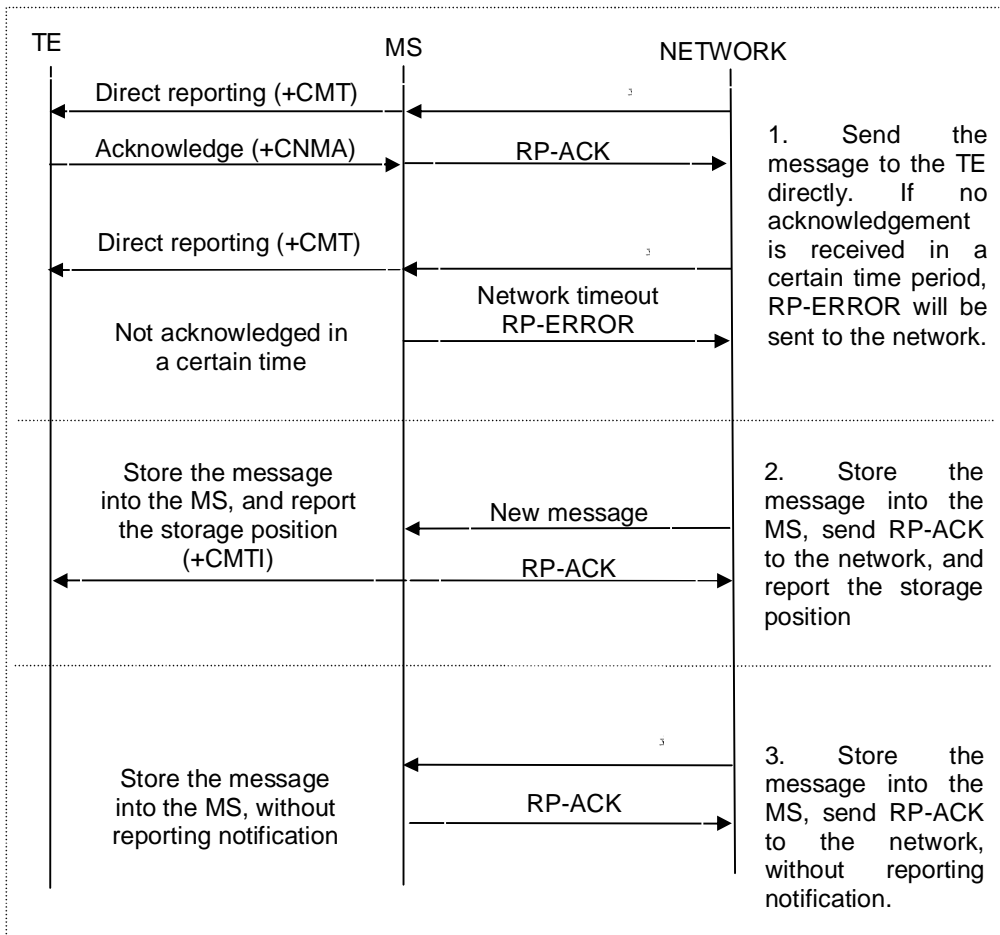 TE
MS
NETWORK
Direct reporting (+CMT)
3
Acknowledge (+CNMA)
RP-ACK
1. Send the
message to the TE
directly. If no
acknowledgement
is received in a
certain time period,
RP-ERROR will be
sent to the network.
Direct reporting (+CMT)
3
Network timeout
RP-ERROR
Not acknowledged in
a certain time
Store the message
into the MS, and report
the storage position
(+CMTI)
New message
RP-ACK
2. Store the
message into the
MS, send RP-ACK
to the network, and
report the storage
position
3
Store the message
into the MS, without
reporting notification
RP-ACK
3. Store the
message into the
MS, send RP-ACK
to the network,
without reporting
notification.